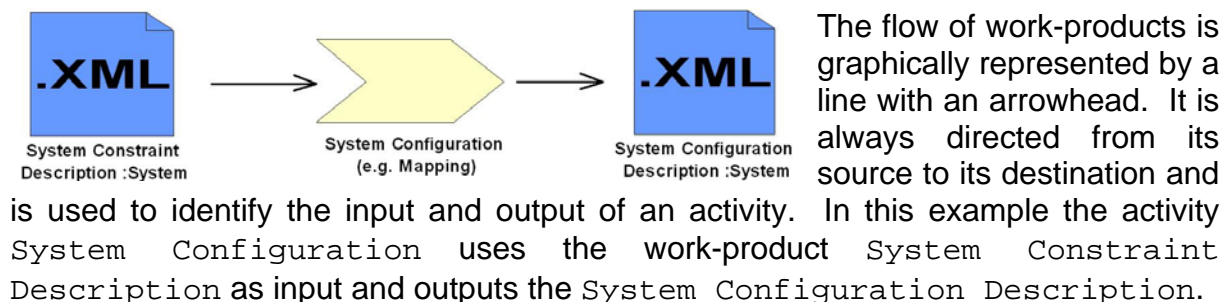 .XML
System Constraint
Description :System
System Configuration
(e.g. Mapping)
.XML
System Configuration
Description :System
The flow of work-products is
graphically represented by a
line with an arrowhead. It is
always directed from its
source to its destination and
is used to identify the input and output of an activity. In this example the activity
System Configuration uses the work-product System Constraint
Description as input and outputs the System Configuration Description.